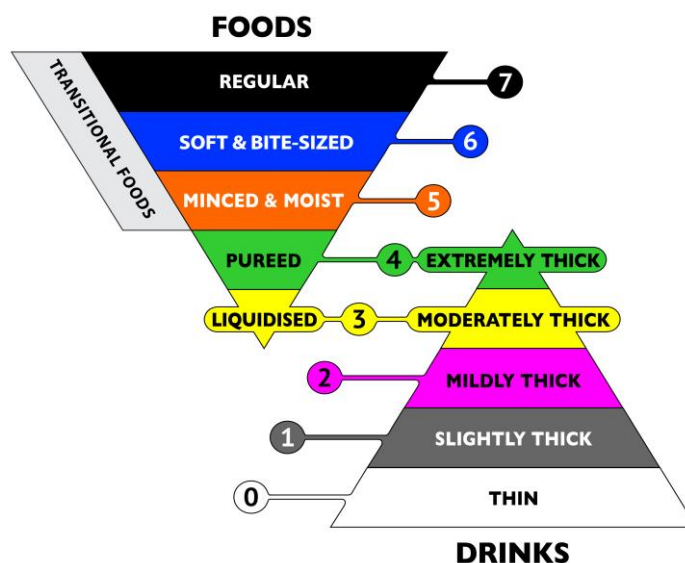 FOODS
TRANSITIONAL FOODS
REGULAR
7
SOFT & BITE-SIZED
6
MINCED & MOIST
5
PUREED
4
EXTREMELY THICK
LIQUIDISED
3
MODERATELY THICK
2
MILDLY THICK
1
SLIGHTLY THICK
0
THIN
DRINKS